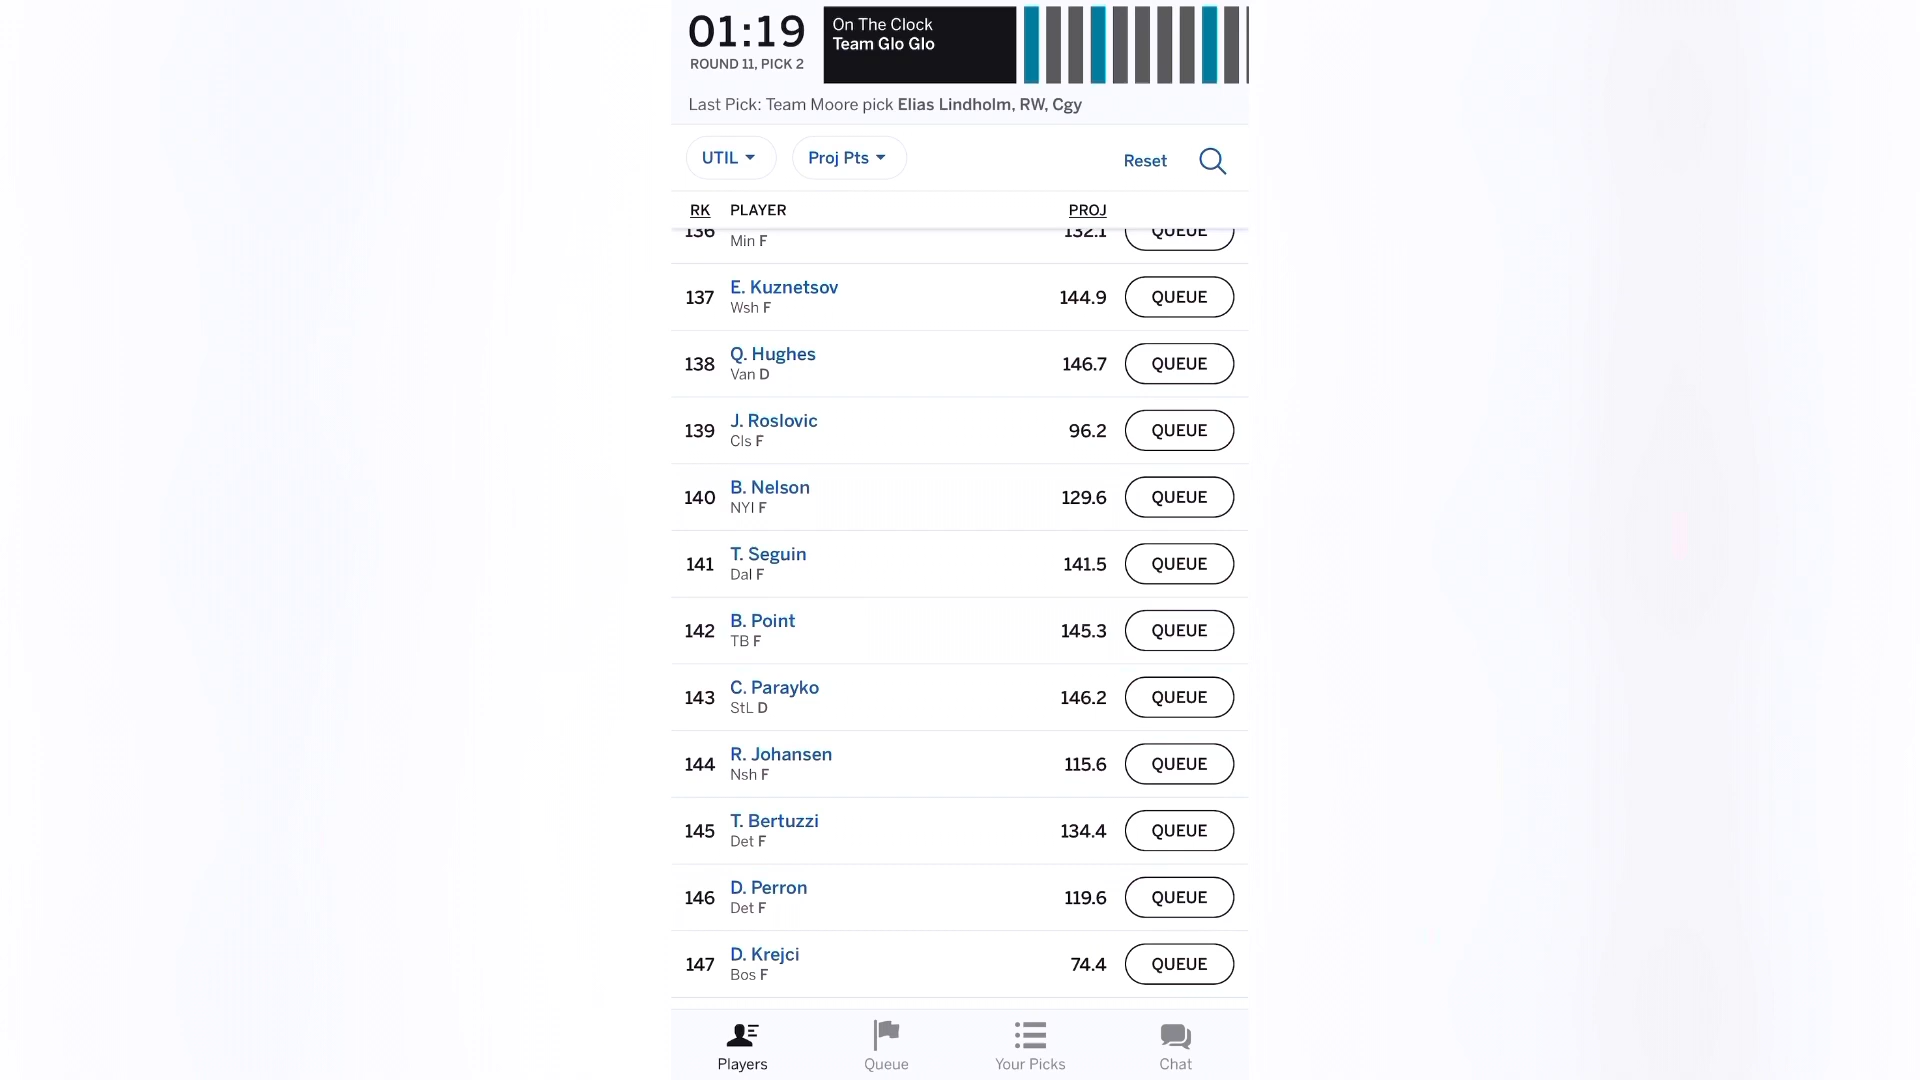 01:19
ROUND 11, PICK 2
On The Clock
Team Glo Glo
Last Pick: Team Moore pick Elias Lindholm, RW, Cgy
UTIL
Proj Pts
Reset
RK PLAYER PROJ
136 Min F 132.1 QUEUE
137 E. Kuznetsov Wsh F 144.9 QUEUE
138 Q. Hughes Van D 146.7 QUEUE
139 J. Roslovic Cls F 96.2 QUEUE
140 B. Nelson NYI F 129.6 QUEUE
141 T. Seguin Dal F 141.5 QUEUE
142 B. Point TB F 145.3 QUEUE
143 C. Parayko StL D 146.2 QUEUE
144 R. Johansen Nsh F 115.6 QUEUE
145 T. Bertuzzi Det F 134.4 QUEUE
146 D. Perron Det F 119.6 QUEUE
147 D. Krejci Bos F 74.4 QUEUE
Players Queue Your Picks Chat